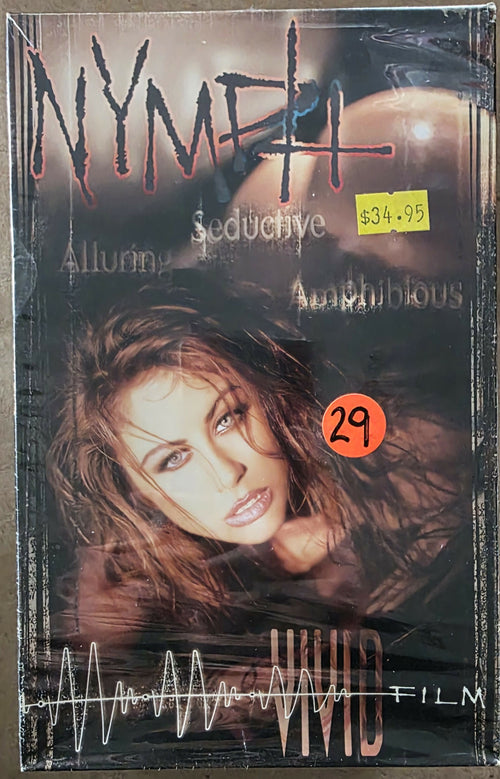 NYMPH
Seductive
$34.95
Alluring
Amphibious
29
VIVID
FILM